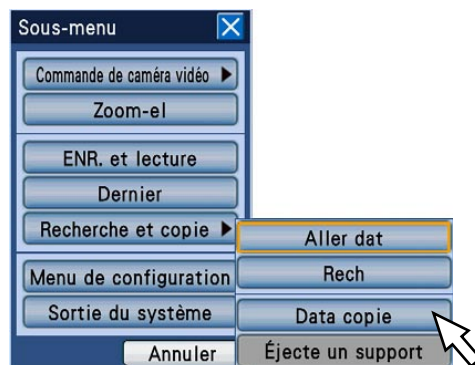 Sous-menu
Commande de caméra vidéo
Zoom-el
ENR. et lecture
Dernier
Recherche et copie
Menu de configuration
Sortie du système
Annuler
Aller dat
Rech
Data copie
Éjecte un support